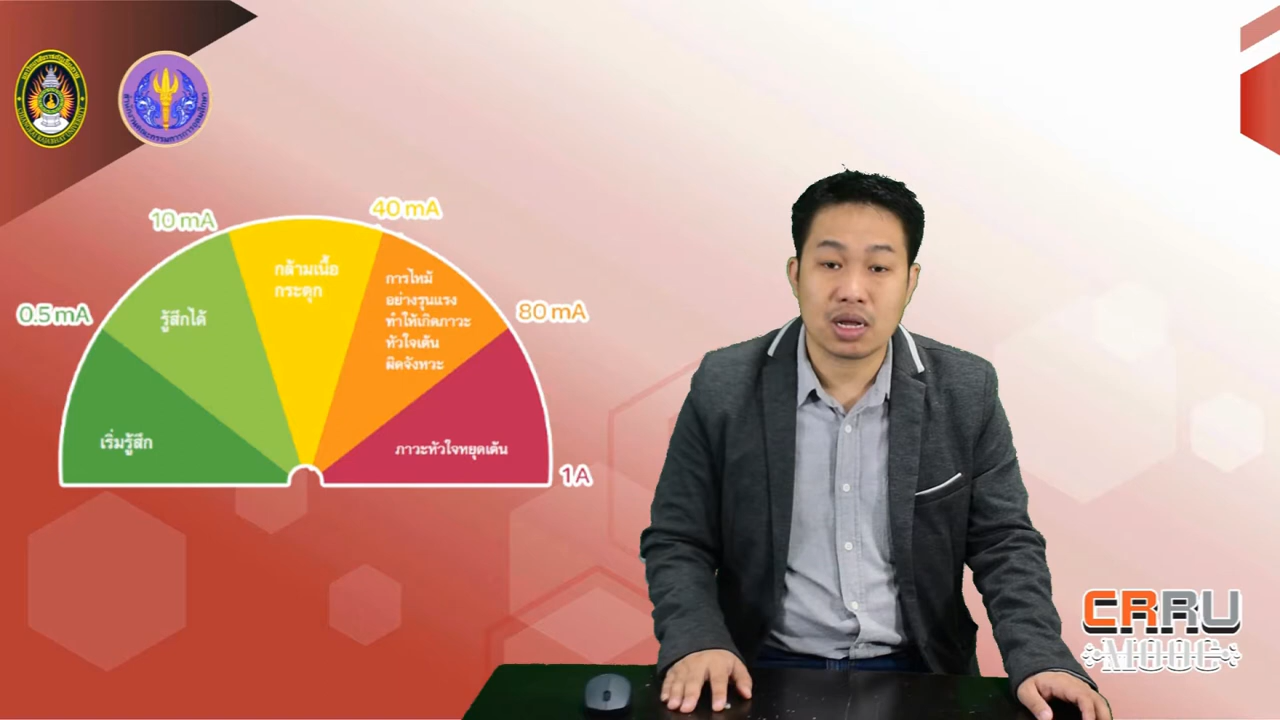 10 mA
40 mA
0.5 mA
80 mA
1A
เริ่มรู้สึก
รู้สึกได้
กล้ามเนื้อ
กระตุก
การไหม้
อย่างรุนแรง
ทำให้เกิดภาวะ
หัวใจเต้น
ผิดจังหวะ
ภาวะหัวใจหยุดเต้น
CRRU
MOOC